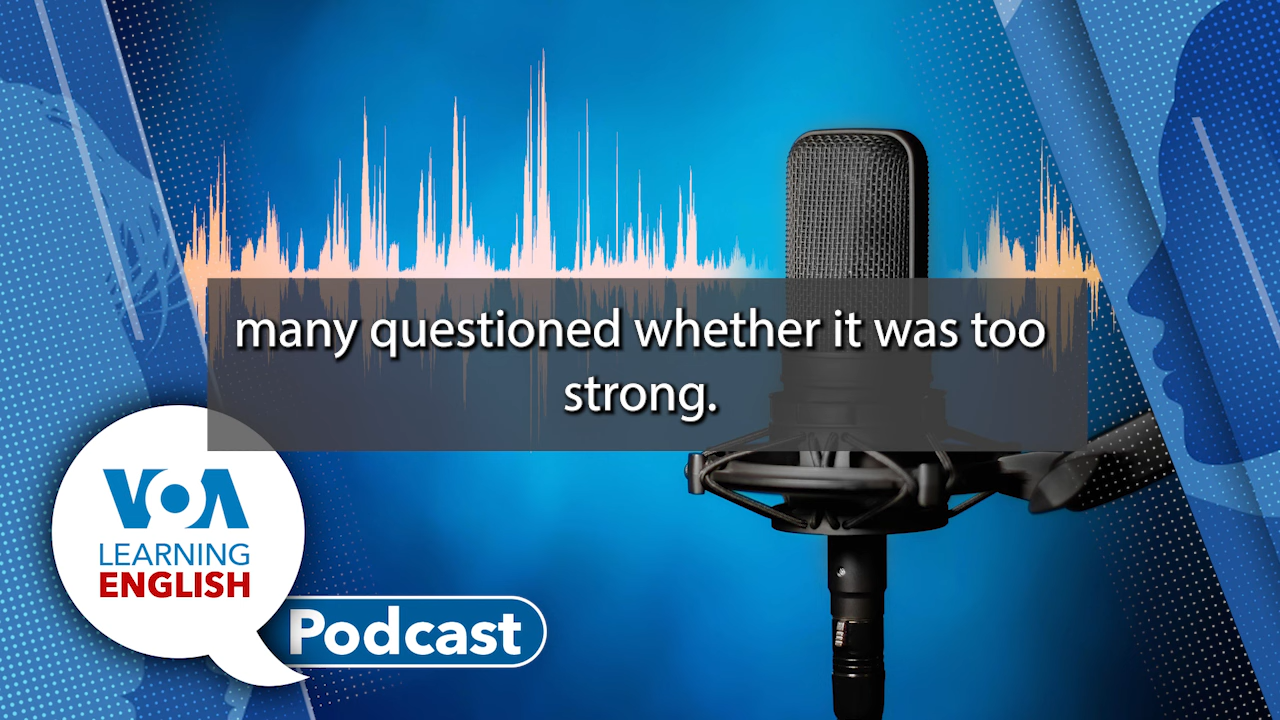 many questioned whether it was too
strong.
VOA
LEARNING
ENGLISH
Podcast